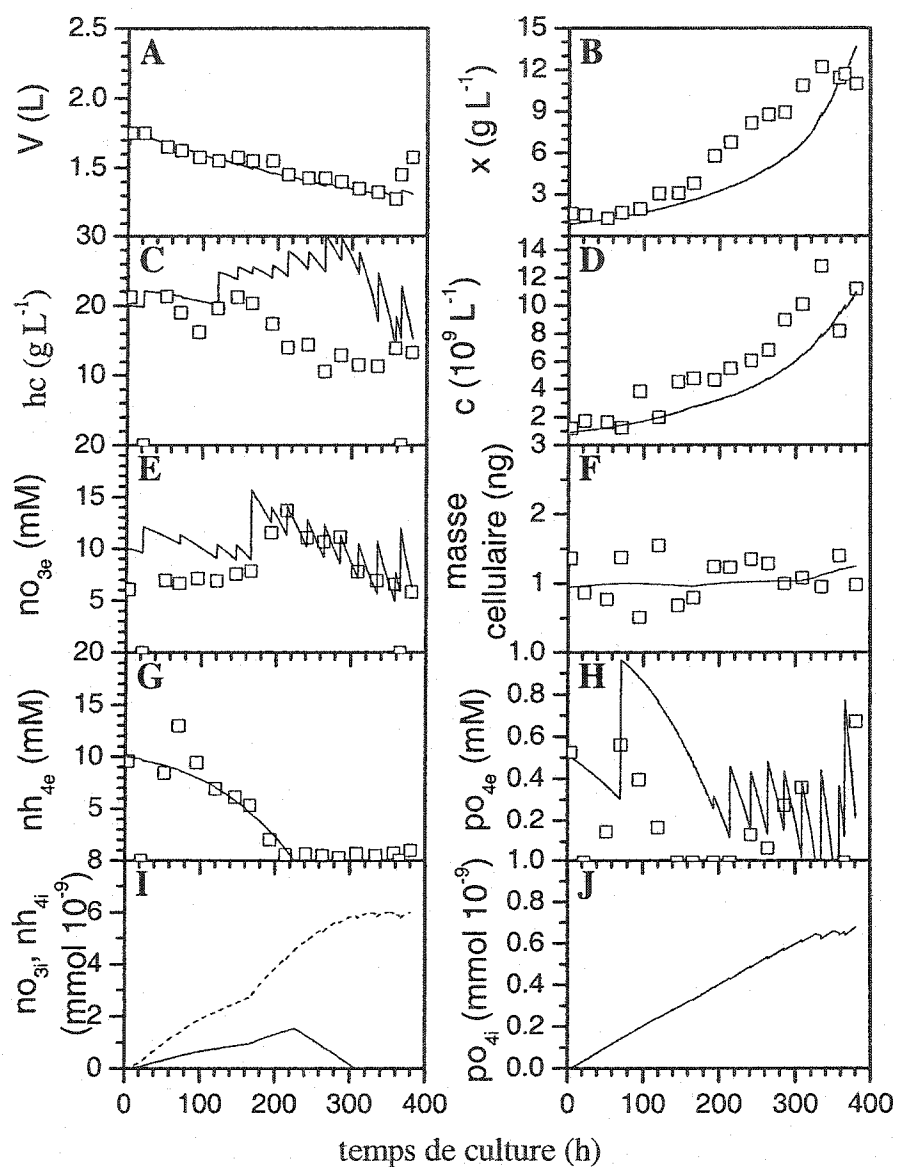 2.5
A
2.0
1.5
V (L)
15
B
12
9
6
3
x (g L-1)
30
C
20
10
hc (g L-1)
14
D
12
10
8
6
4
2
c (10^9 L-1)
20
E
15
10
5
no3e (mM)
3
F
2
1
masse
cellulaire (ng)
20
G
15
10
5
nh4e (mM)
1.0
H
0.8
0.6
0.4
0.2
po4e (mM)
8
I
6
4
2
0
no3i, nh4i
(mmol 10^-9)
1.0
J
0.8
0.6
0.4
0.2
0.0
po4i (mmol 10^-9)
0 100 200 300 400
0 100 200 300 400
temps de culture (h)